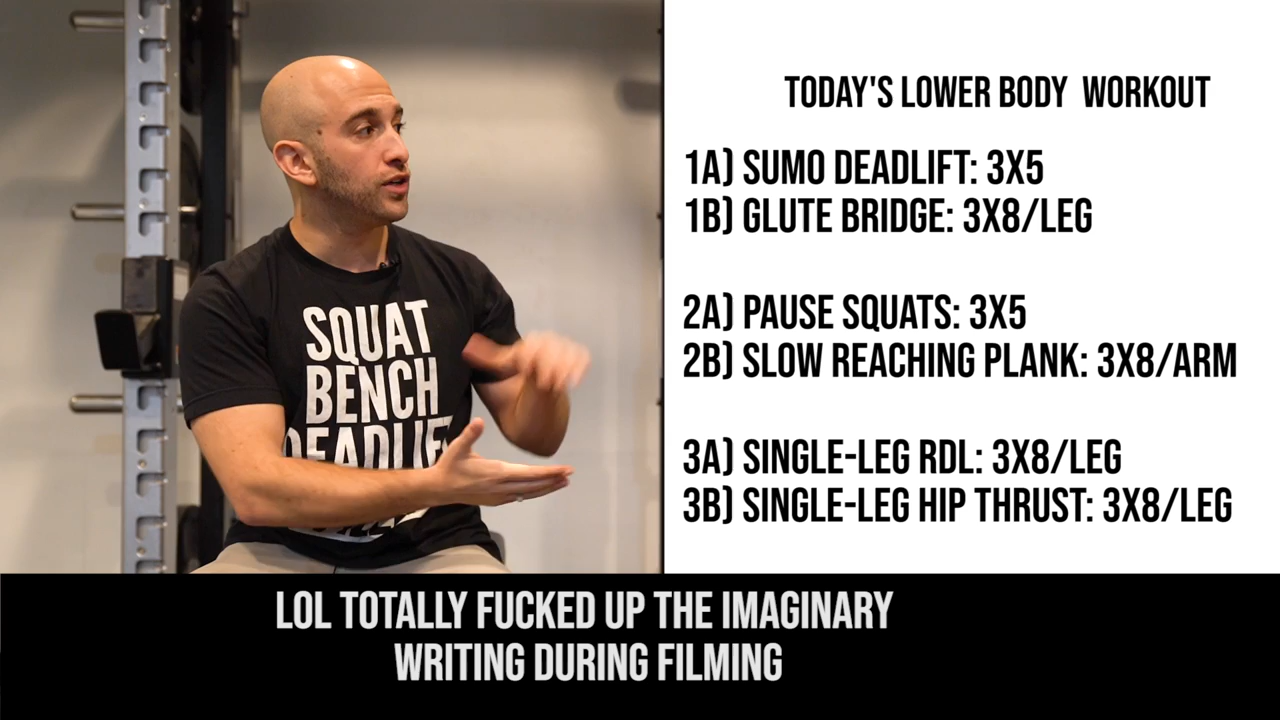 TODAY'S LOWER BODY WORKOUT
1A) SUMO DEADLIFT: 3X5
1B) GLUTE BRIDGE: 3X8/LEG
2A) PAUSE SQUATS: 3X5
2B) SLOW REACHING PLANK: 3X8/ARM
3A) SINGLE-LEG RDL: 3X8/LEG
3B) SINGLE-LEG HIP THRUST: 3X8/LEG
SQUAT
BENCH
DEADLIF
LOL TOTALLY FUCKED UP THE IMAGINARY
WRITING DURING FILMING